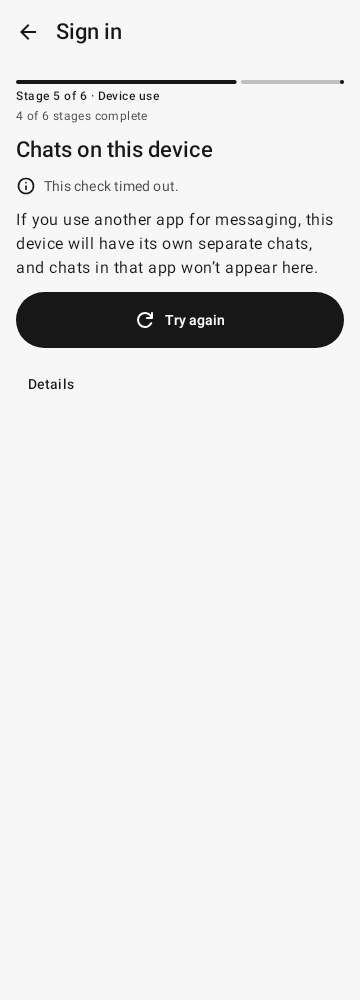 Sign in
Stage 5 of 6 · Device use
4 of 6 stages complete
Chats on this device
This check timed out.
If you use another app for messaging, this
device will have its own separate chats,
and chats in that app won’t appear here.
Try again
Details